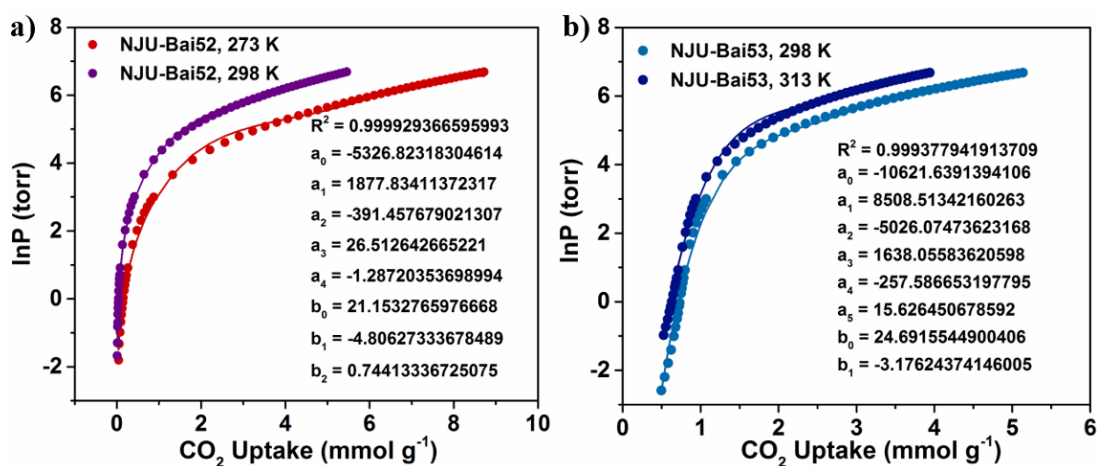 a)
NJU-Bai52, 273 K
NJU-Bai52, 298 K
R² = 0.999929366595993
a₀ = -5326.82318304614
a₁ = 1877.83411372317
a₂ = -391.457679021307
a₃ = 26.512642665221
a₄ = -1.28720353698994
b₀ = 21.1532765976668
b₁ = -4.80627333678489
b₂ = 0.74413336725075
lnP (torr)
8
6
4
2
0
-2
0 2 4 6 8 10
CO₂ Uptake (mmol g⁻¹)
b)
NJU-Bai53, 298 K
NJU-Bai53, 313 K
R² = 0.999377941913709
a₀ = -10621.6391394106
a₁ = 8508.51342160263
a₂ = -5026.07473623168
a₃ = 1638.05583620598
a₄ = -257.586653197795
a₅ = 15.626450678592
b₀ = 24.6915544900406
b₁ = -3.17624374146005
lnP (torr)
8
6
4
2
0
-2
0 1 2 3 4 5 6
CO₂ Uptake (mmol g⁻¹)